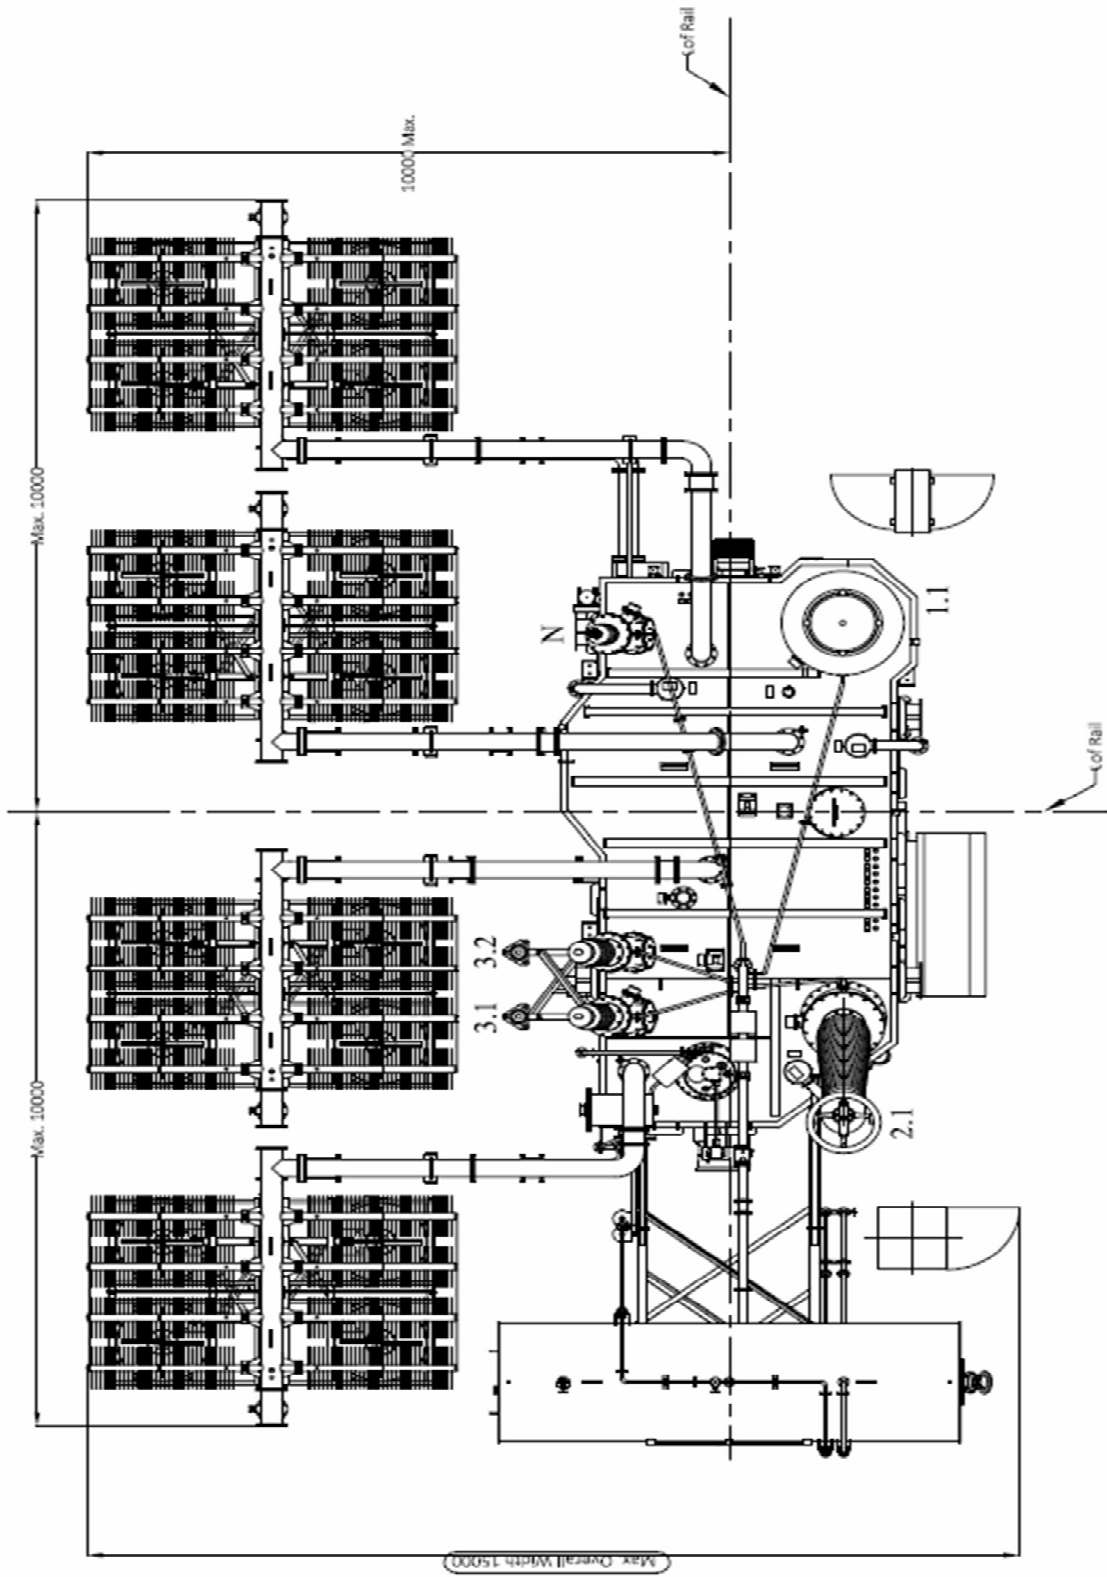 ℄of Rail
10000 Max.
Max. 10000
N
1.1
℄of Rail
3.2
3.1
Max. 10000
2.1
Max. Overall Width 15000